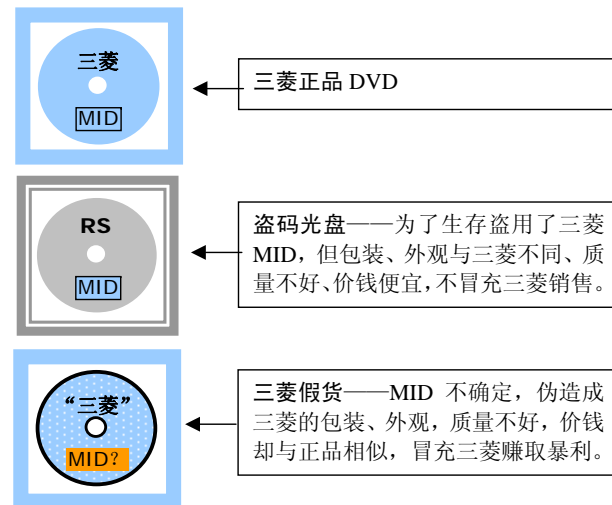 三菱
MID
三菱正品 DVD
RS
MID
盗码光盘——为了生存盗用了三菱
MID，但包装、外观与三菱不同、质
量不好、价钱便宜，不冒充三菱销售。
“三菱”
MID？
三菱假货——MID 不确定，伪造成
三菱的包装、外观，质量不好，价钱
却与正品相似，冒充三菱赚取暴利。